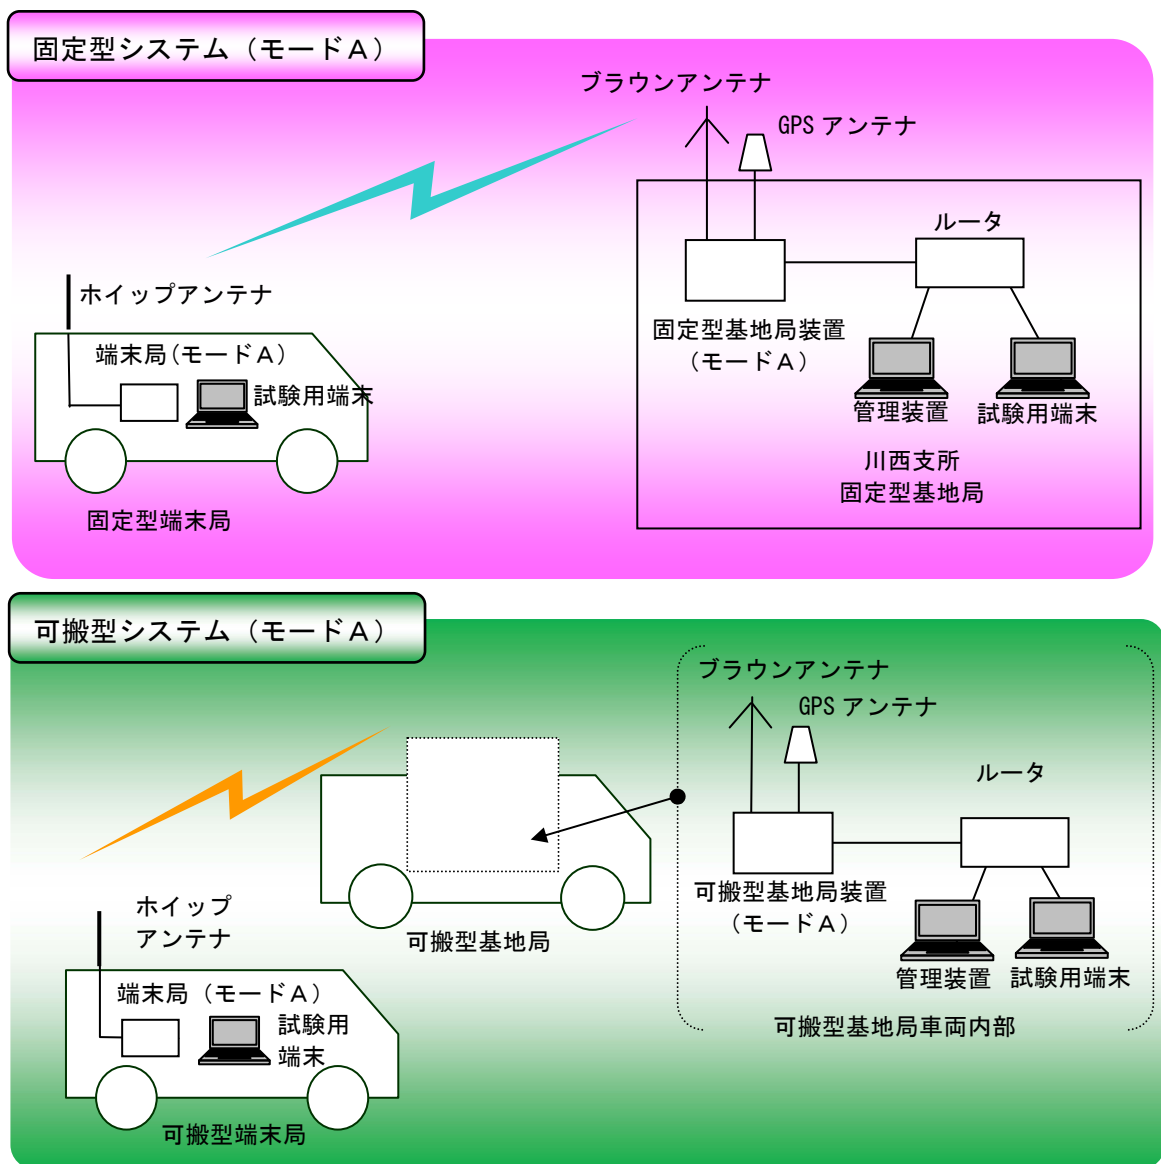 固定型システム（モードＡ）
ブラウンアンテナ
GPS アンテナ
ルータ
ホイップアンテナ
端末局(モードＡ)
試験用端末
固定型基地局装置
（モードＡ）
管理装置
試験用端末
川西支所
固定型基地局
固定型端末局
可搬型システム（モードＡ）
ブラウンアンテナ
GPS アンテナ
ルータ
可搬型基地局装置
（モードＡ）
管理装置
試験用端末
可搬型基地局車両内部
可搬型基地局
ホイップ
アンテナ
端末局（モードＡ）
試験用
端末
可搬型端末局